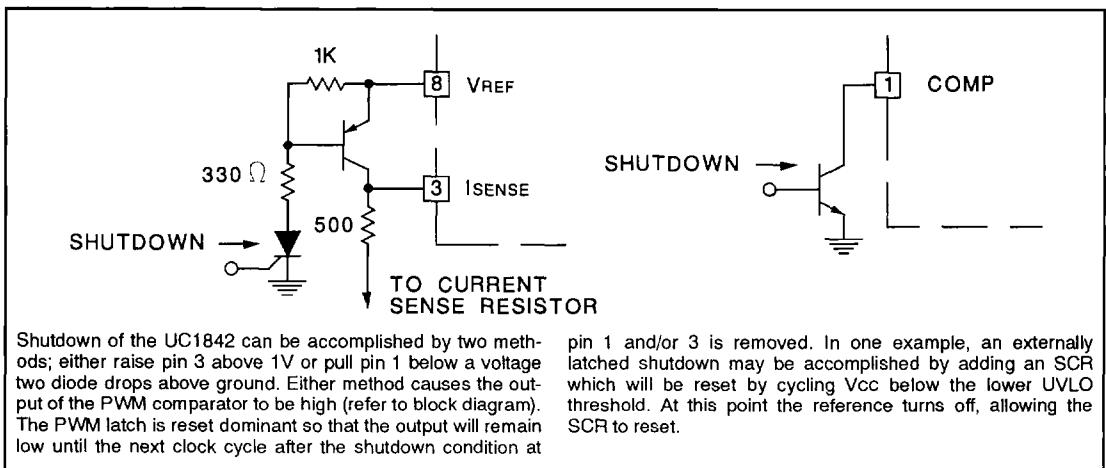 1K
8 VREF
330 Ω
3 ISENSE
500
SHUTDOWN
TO CURRENT
SENSE RESISTOR
1 COMP
SHUTDOWN
Shutdown of the UC1842 can be accomplished by two meth-
ods; either raise pin 3 above 1V or pull pin 1 below a voltage
two diode drops above ground. Either method causes the out-
put of the PWM comparator to be high (refer to block diagram).
The PWM latch is reset dominant so that the output will remain
low until the next clock cycle after the shutdown condition at
pin 1 and/or 3 is removed. In one example, an externally
latched shutdown may be accomplished by adding an SCR
which will be reset by cycling Vcc below the lower UVLO
threshold. At this point the reference turns off, allowing the
SCR to reset.